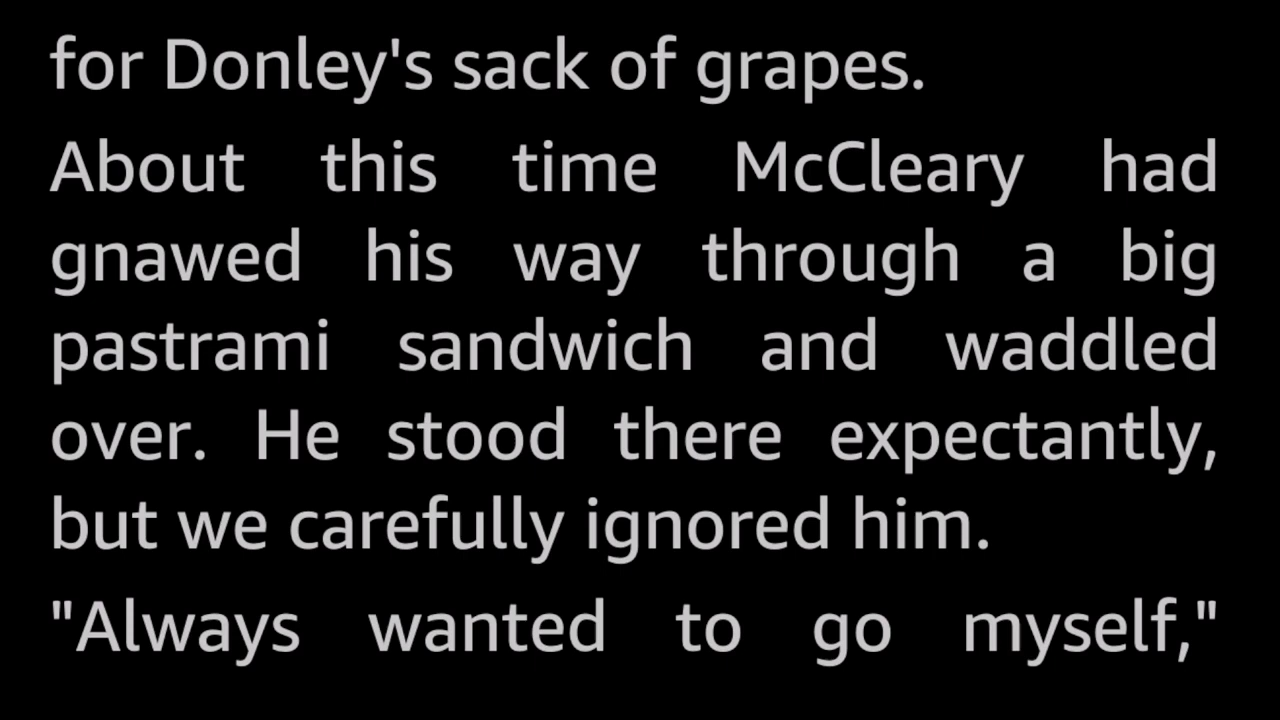 for Donley's sack of grapes.
About this time McCleary had
gnawed his way through a big
pastrami sandwich and waddled
over. He stood there expectantly,
but we carefully ignored him.
"Always wanted to go myself,"